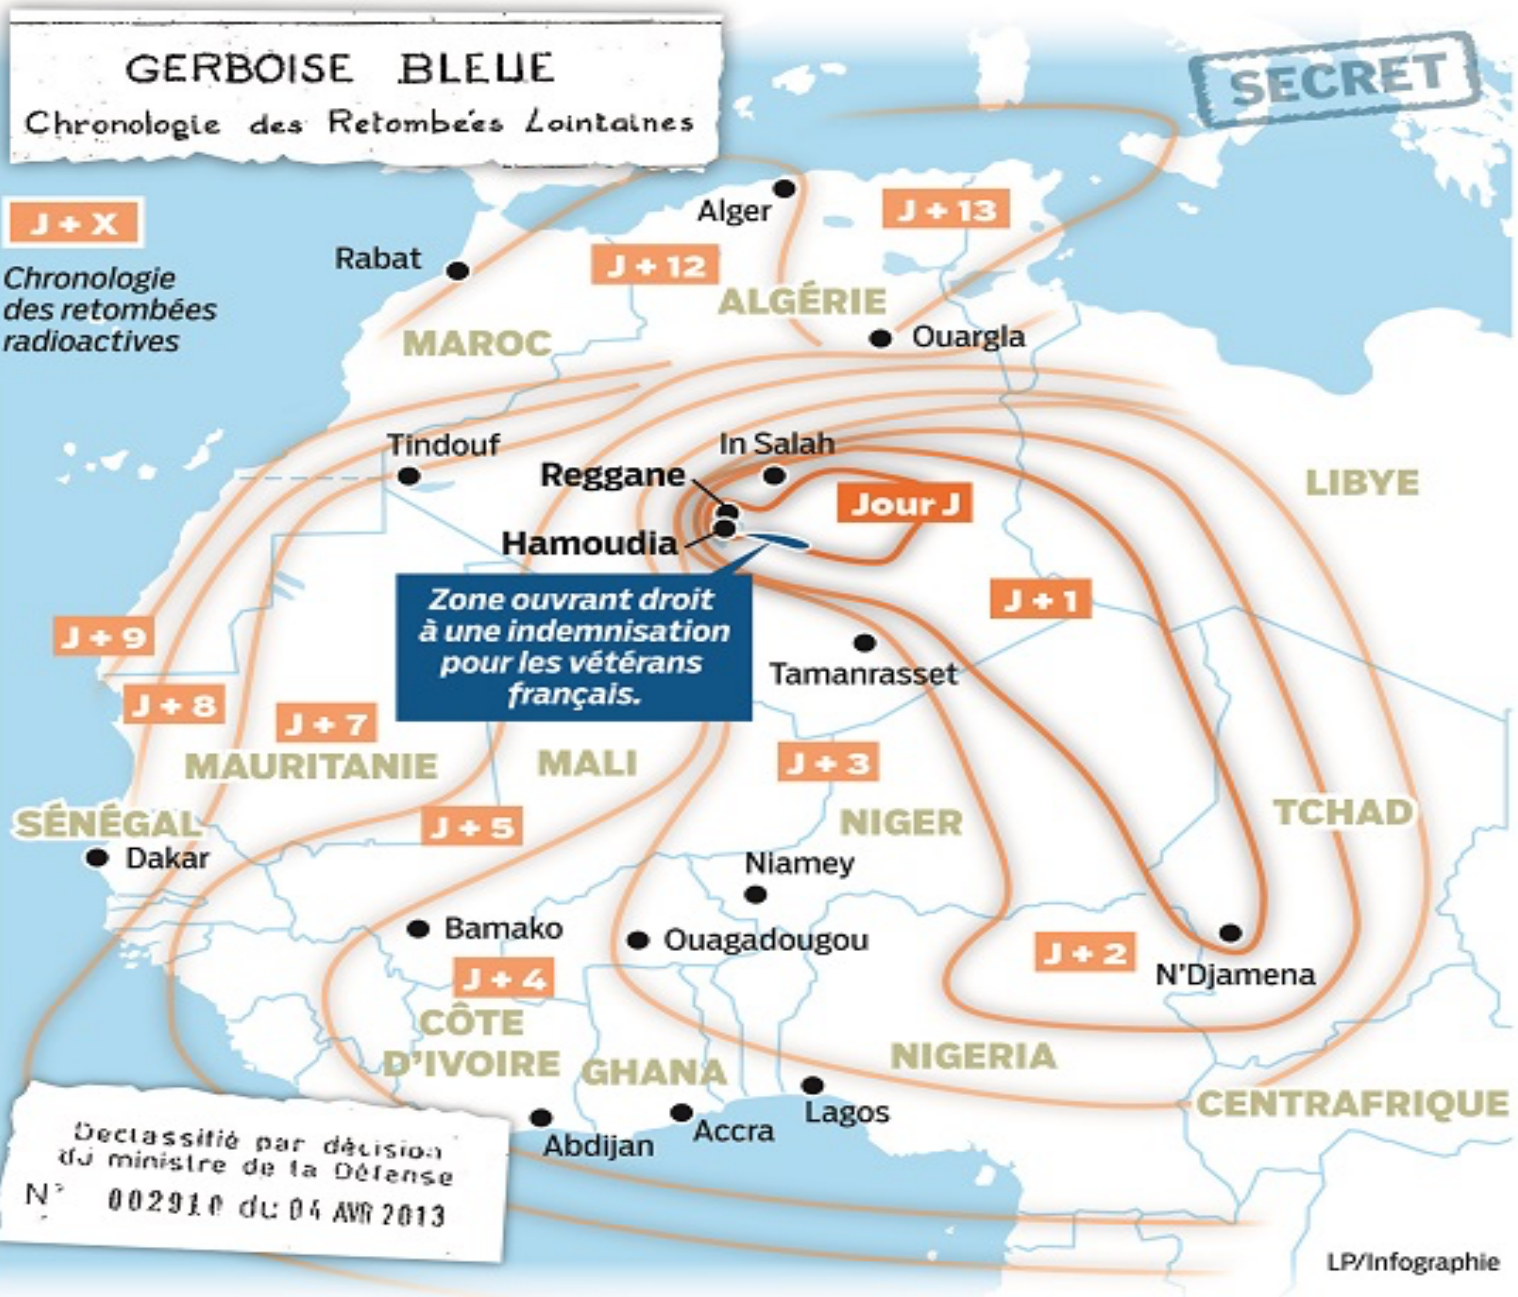 GERBOISE BLEUE
Chronologie des Retombées Lointaines
SECRET
J + X
Chronologie
des retombées
radioactives
Alger
J + 13
Rabat
J + 12
ALGÉRIE
MAROC
Ouargla
Tindouf
In Salah
Reggane
LIBYE
Jour J
Hamoudia
Zone ouvrant droit
à une indemnisation
pour les vétérans
français.
J + 1
J + 9
Tamanrasset
J + 8
J + 7
MAURITANIE
MALI
J + 3
SÉNÉGAL
J + 5
NIGER
TCHAD
Dakar
Niamey
Bamako
Ouagadougou
J + 2
N'Djamena
J + 4
CÔTE
D'IVOIRE
GHANA
NIGERIA
CENTRAFRIQUE
Lagos
Accra
Abdijan
Declassifié par décision
du ministre de la Défense
N° 002910 du 04 AVR 2013
LP/Infographie